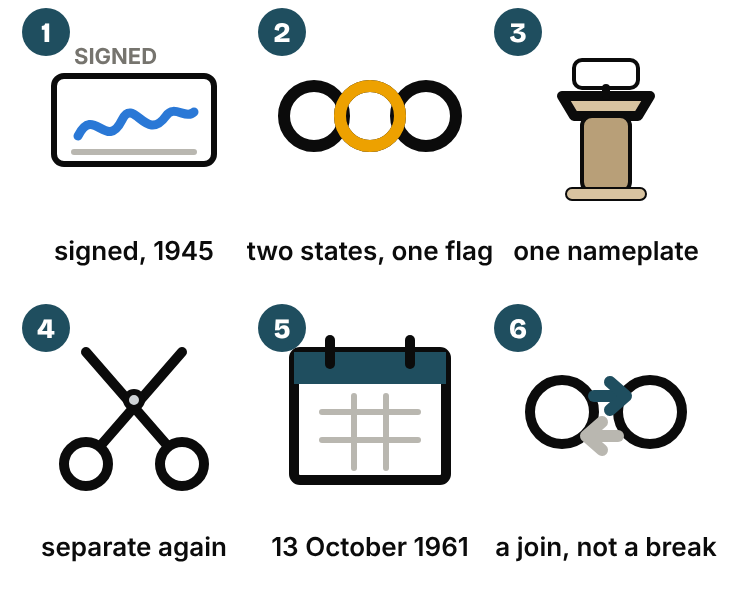 1
SIGNED
signed, 1945
2
two states, one flag
3
one nameplate
4
separate again
5
13 October 1961
6
a join, not a break